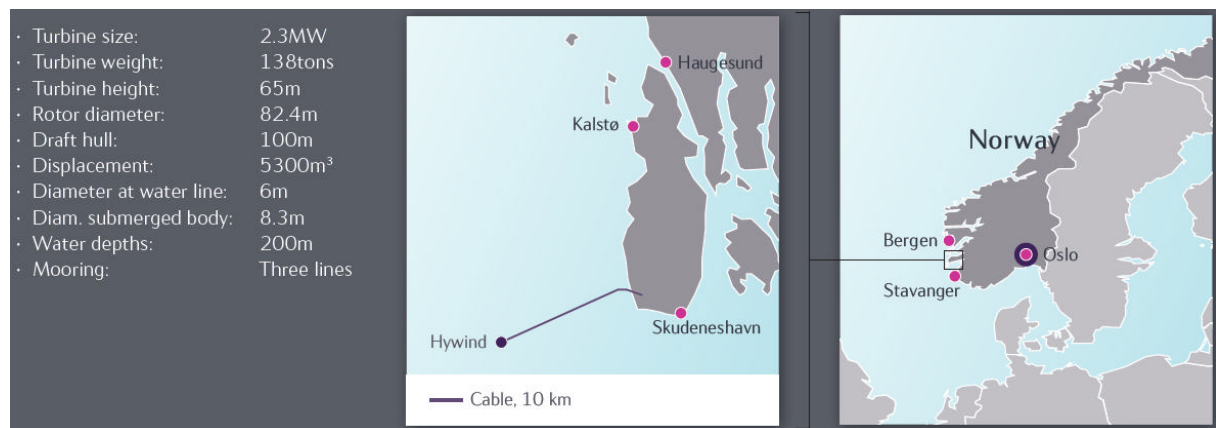 · Turbine size: 2.3MW
· Turbine weight: 138tons
· Turbine height: 65m
· Rotor diameter: 82.4m
· Draft hull: 100m
· Displacement: 5300m³
· Diameter at water line: 6m
· Diam. submerged body: 8.3m
· Water depths: 200m
· Mooring: Three lines
Haugesund
Kalstø
Skudeneshavn
Hywind
Cable, 10 km
Norway
Bergen
Oslo
Stavanger